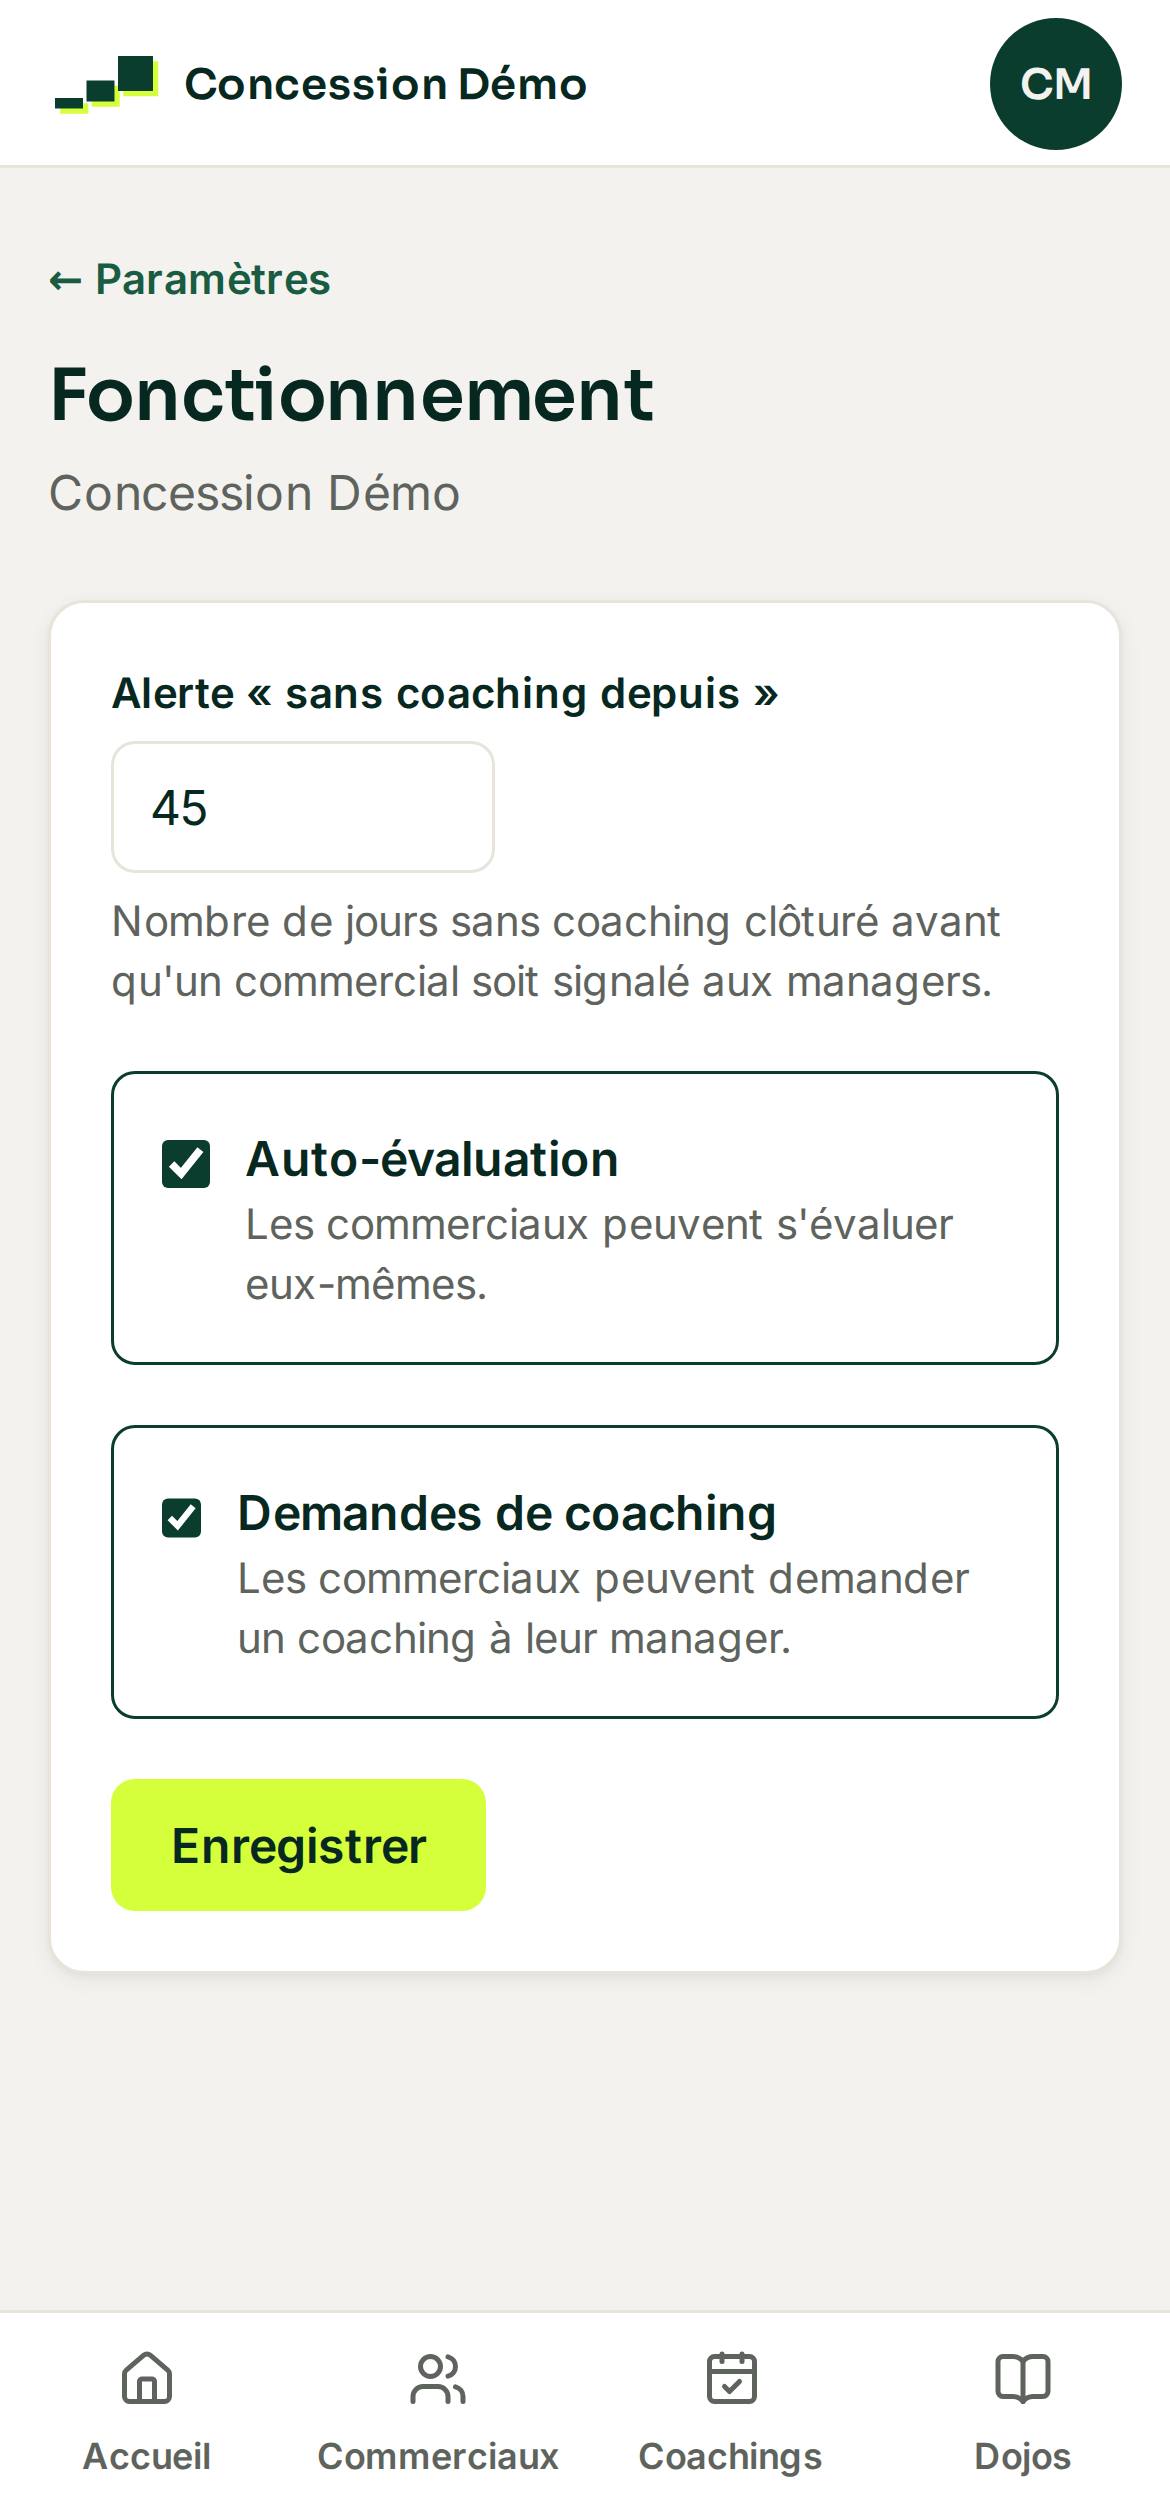 Concession Démo
CM
← Paramètres
Fonctionnement
Concession Démo
Alerte « sans coaching depuis »
45
Nombre de jours sans coaching clôturé avant
qu'un commercial soit signalé aux managers.
Auto-évaluation
Les commerciaux peuvent s'évaluer
eux-mêmes.
Demandes de coaching
Les commerciaux peuvent demander
un coaching à leur manager.
Enregistrer
Accueil
Commerciaux
Coachings
Dojos